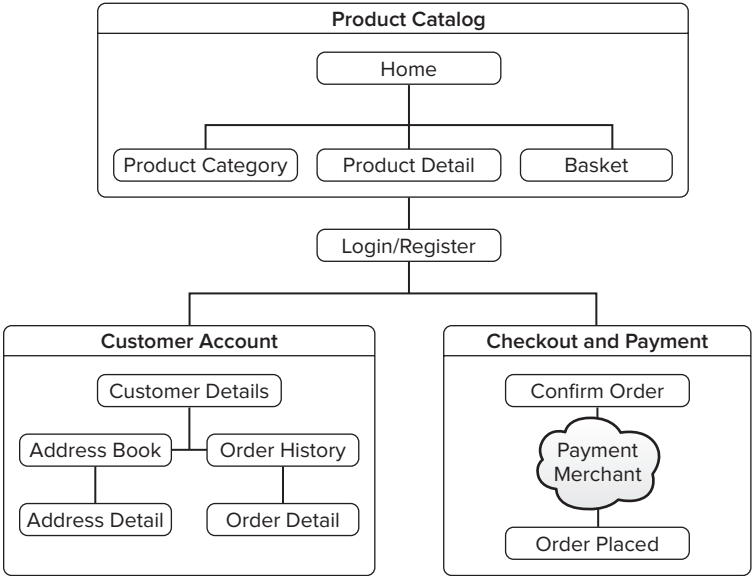 Product Catalog
Home
Product Category
Product Detail
Basket
Login/Register
Customer Account
Customer Details
Address Book
Order History
Address Detail
Order Detail
Checkout and Payment
Confirm Order
Payment
Merchant
Order Placed